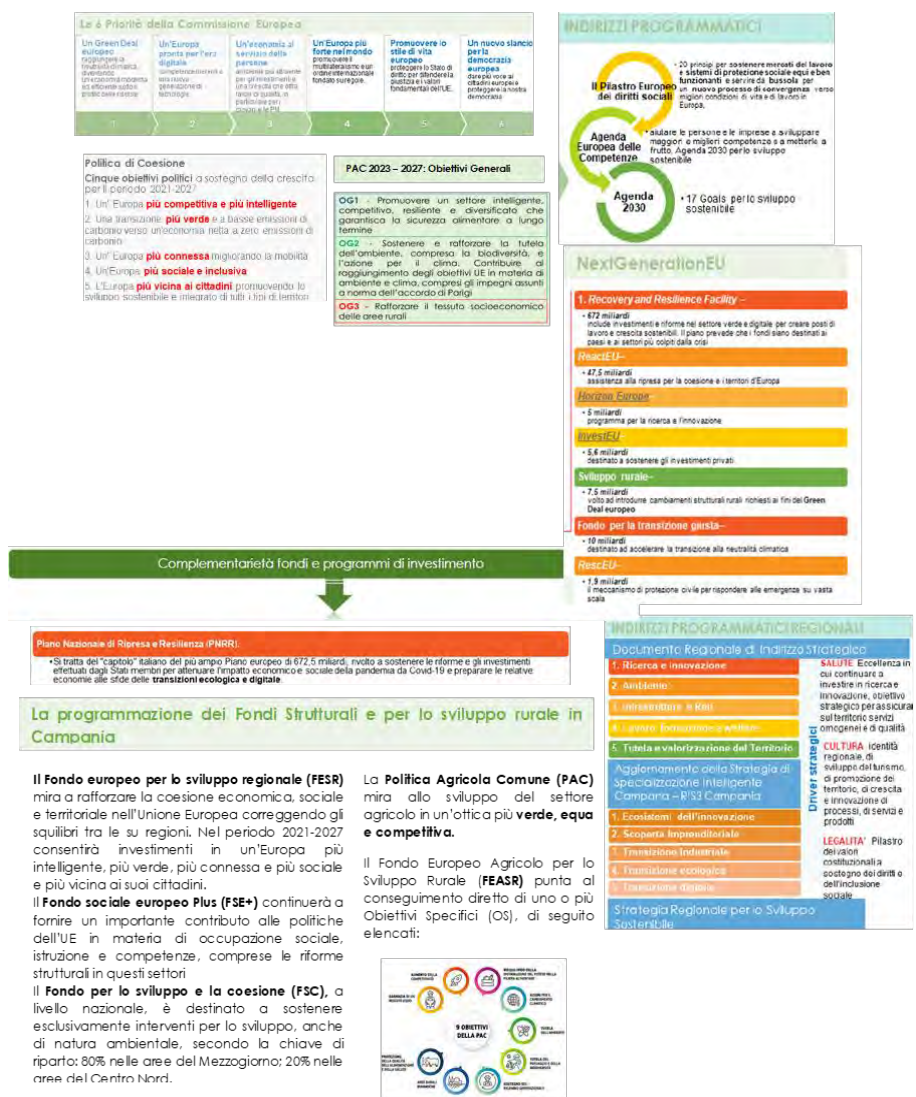 Le 6 Priorità della Commissione Europea
Un Green Deal
europeo
Un'Europa
pronta per l'era
digitale
Un'economia al
servizio delle
persone
Un'Europa più
forte nel mondo
promuovere il
multilateralismo e un
ordine internazionale
fondato su regole.
Promuovere lo
stile di vita
europeo
proteggere lo Stato di
diritto per difendere la
giustizia e i valori
fondamentali dell'UE.
Un nuovo slancio
per la
democrazia
europea
dare più voce ai
cittadini europei e
proteggere la nostra
democrazia
1
2
3
4
5
6
Politica di Coesione
Cinque obiettivi politici a sostegno della crescita
per il periodo 2021-2027
1. Un' Europa più competitiva e più intelligente
2. Una transizione più verde e a basse emissioni di
carbonio verso un'economia nella a zero emissioni di
carbonio
3. Un' Europa più connessa migliorando la mobilità
4. Un'Europa più sociale e inclusiva
5. L'Europa più vicina ai cittadini promuovendo lo
sviluppo sostenibile e integrato di tutti i tipi di territori
PAC 2023 – 2027: Obiettivi Generali
OG1 - Promuovere un settore intelligente,
competitivo, resiliente e diversificato che
garantisca la sicurezza alimentare a lungo
termine
OG2 - Sostenere e rafforzare la tutela
dell'ambiente, compresa la biodiversità, e
l'azione per il clima. Contribuire al
raggiungimento degli obiettivi UE in materia di
ambiente e clima, compresi gli impegni assunti
a norma dell'accordo di Parigi
OG3 - Rafforzare il tessuto socioeconomico
delle aree rurali
INDIRIZZI PROGRAMMATICI
Il Pilastro Europeo
dei diritti sociali
• 20 principi per sostenere mercati del lavoro
e sistemi di protezione sociale equi e ben
funzionanti e servire da bussola per
un nuovo processo di convergenza verso
migliori condizioni di vita e di lavoro in
Europa.
Agenda
Europea delle
Competenze
• aiutare le persone e le imprese a sviluppare
maggiori e migliori competenze e a metterle a
frutto, Agenda 2030 per lo sviluppo
sostenibile
Agenda
2030
• 17 Goals per lo sviluppo
sostenibile
NextGenerationEU
1. Recovery and Resilience Facility –
• 672 miliardi
include investimenti e riforme nel settore verde e digitale per creare posti di
lavoro e crescita sostenibili. Il piano prevede che i fondi siano destinati ai
paesi e ai settori più colpiti dalla crisi
ReactEU–
• 47,5 miliardi
assistenza alla ripresa per la coesione e i territori d'Europa
Horizon Europe-
• 5 miliardi
programma per la ricerca e l'innovazione
InvestEU-
• 5,6 miliardi
destinato a sostenere gli investimenti privati
Sviluppo rurale–
• 7,5 miliardi
volto ad introdurre cambiamenti strutturali rurali richiesti ai fini del Green
Deal europeo
Fondo per la transizione giusta–
• 10 miliardi
destinato ad accelerare la transizione alla neutralità climatica
RescEU-
• 1,9 miliardi
il meccanismo di protezione civile per rispondere alle emergenze su vasta
scala
Complementarietà fondi e programmi di investimento
Piano Nazionale di Ripresa e Resilienza (PNRR).
•Si tratta del "capitolo" italiano del più ampio Piano europeo di 672,5 miliardi, rivolto a sostenere le riforme e gli investimenti
effettuati dagli Stati membri per attenuare l'impatto economico e sociale della pandemia da Covid-19 e preparare le relative
economie alle sfide delle transizioni ecologica e digitale.
INDIRIZZI PROGRAMMATICI REGIONALI
Documento Regionale di Indirizzo Strategico
1. Ricerca e innovazione
2. Ambiente
3. Infrastrutture e Reti
4. Lavoro formazione e welfare
5. Tutela e valorizzazione del Territorio
Aggiornamento della Strategia di
Specializzazione Intelligente
Campania – RIS3 Campania
1. Ecosistemi dell'innovazione
2. Scoperta Imprenditoriale
3. Transizione Industriale
4. Transizione ecologica
5. Transizione digitale
Strategia Regionale per lo Sviluppo
Sostenibile
Driver strategici
SALUTE Eccellenza in
cui continuare a
investire in ricerca e
innovazione, obiettivo
strategico per assicurare
sul territorio servizi
omogenei e di qualità
CULTURA identità
regionale, di
sviluppo del turismo,
di promozione del
territorio, di crescita
e innovazione di
processi, di servizi e
prodotti
LEGALITA' Pilastro
dei valori
costituzionali a
sostegno dei diritti e
dell'inclusione
sociale
La programmazione dei Fondi Strutturali e per lo sviluppo rurale in
Campania
Il Fondo europeo per lo sviluppo regionale (FESR)
mira a rafforzare la coesione economica, sociale
e territoriale nell'Unione Europea correggendo gli
squilibri tra le su regioni. Nel periodo 2021-2027
consentirà investimenti in un'Europa più
intelligente, più verde, più connessa e più sociale
e più vicina ai suoi cittadini.
Il Fondo sociale europeo Plus (FSE+) continuerà a
fornire un importante contributo alle politiche
dell'UE in materia di occupazione sociale,
istruzione e competenze, comprese le riforme
strutturali in questi settori
Il Fondo per lo sviluppo e la coesione (FSC), a
livello nazionale, è destinato a sostenere
esclusivamente interventi per lo sviluppo, anche
di natura ambientale, secondo la chiave di
riparto: 80% nelle aree del Mezzogiorno; 20% nelle
aree del Centro Nord.
La Politica Agricola Comune (PAC)
mira allo sviluppo del settore
agricolo in un'ottica più verde, equa
e competitiva.
Il Fondo Europeo Agricolo per lo
Sviluppo Rurale (FEASR) punta al
conseguimento diretto di uno o più
Obiettivi Specifici (OS), di seguito
elencati:
9 OBIETTIVI
DELLA PAC